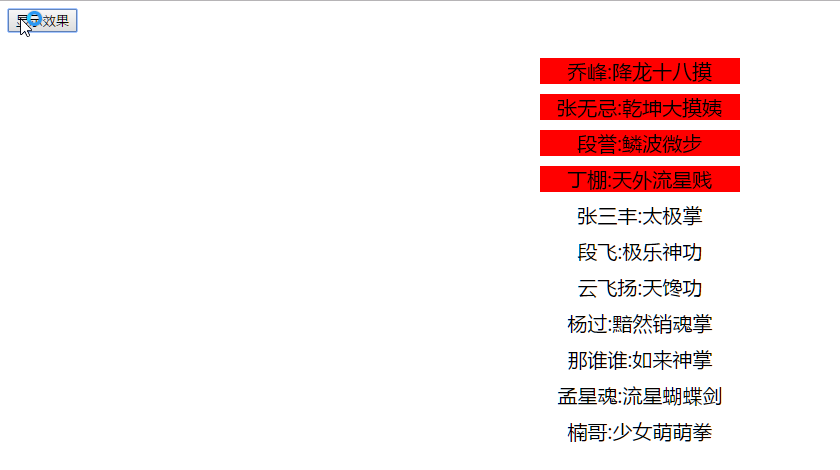 显示效果
乔峰:降龙十八摸
张无忌:乾坤大摸姨
段誉:鳞波微步
丁棚:天外流星贱
张三丰:太极掌
段飞:极乐神功
云飞扬:天馋功
杨过:黯然销魂掌
那谁谁:如来神掌
孟星魂:流星蝴蝶剑
楠哥:少女萌萌拳